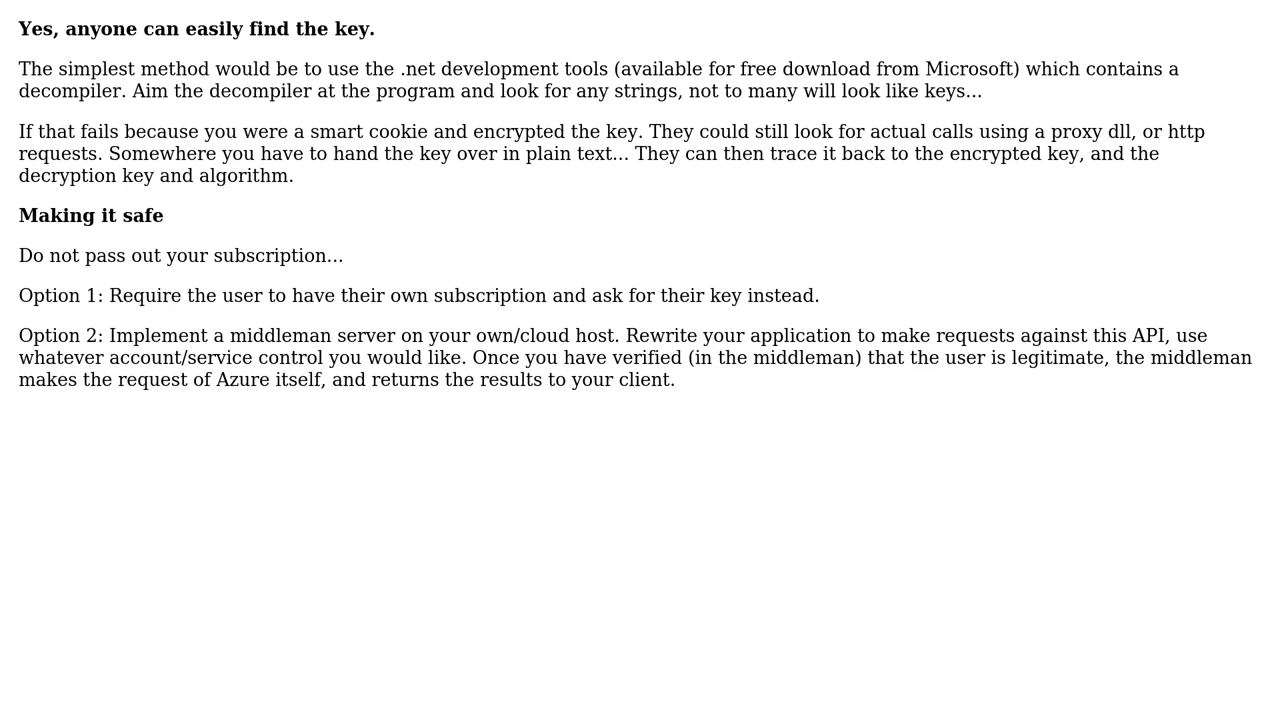 Yes, anyone can easily find the key.
The simplest method would be to use the .net development tools (available for free download from Microsoft) which contains a
decompiler. Aim the decompiler at the program and look for any strings, not to many will look like keys...
If that fails because you were a smart cookie and encrypted the key. They could still look for actual calls using a proxy dll, or http
requests. Somewhere you have to hand the key over in plain text... They can then trace it back to the encrypted key, and the
decryption key and algorithm.
Making it safe
Do not pass out your subscription...
Option 1: Require the user to have their own subscription and ask for their key instead.
Option 2: Implement a middleman server on your own/cloud host. Rewrite your application to make requests against this API, use
whatever account/service control you would like. Once you have verified (in the middleman) that the user is legitimate, the middleman
makes the request of Azure itself, and returns the results to your client.